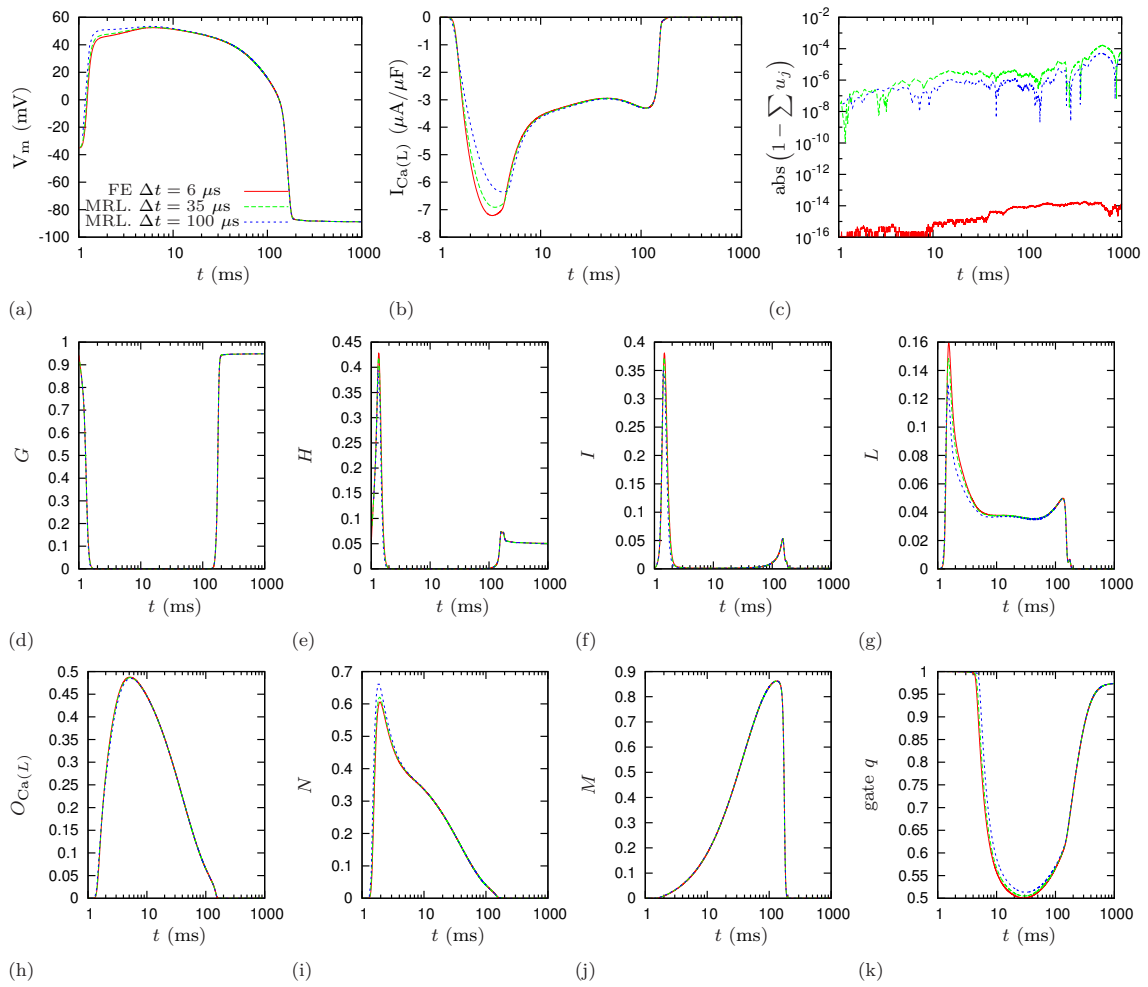 60
40
20
0
-20
-40
-60
-80
-100
V_m (mV)
FE Δt = 6 μs
MRL. Δt = 35 μs
MRL. Δt = 100 μs
1 10 100 1000
t (ms)
(a)
0
-1
-2
-3
-4
-5
-6
-7
-8
I_Ca(L) (μA/μF)
1 10 100 1000
t (ms)
(b)
10^-2
10^-4
10^-6
10^-8
10^-10
10^-12
10^-14
10^-16
abs (1 − ∑ u_j)
1 10 100 1000
t (ms)
(c)
1
0.9
0.8
0.7
0.6
0.5
0.4
0.3
0.2
0.1
0
G
1 10 100 1000
t (ms)
(d)
0.45
0.4
0.35
0.3
0.25
0.2
0.15
0.1
0.05
0
H
1 10 100 1000
t (ms)
(e)
0.4
0.35
0.3
0.25
0.2
0.15
0.1
0.05
0
I
1 10 100 1000
t (ms)
(f)
0.16
0.14
0.12
0.1
0.08
0.06
0.04
0.02
0
L
1 10 100 1000
t (ms)
(g)
0.5
0.45
0.4
0.35
0.3
0.25
0.2
0.15
0.1
0.05
0
O_Ca(L)
1 10 100 1000
t (ms)
(h)
0.7
0.6
0.5
0.4
0.3
0.2
0.1
0
N
1 10 100 1000
t (ms)
(i)
0.9
0.8
0.7
0.6
0.5
0.4
0.3
0.2
0.1
0
M
1 10 100 1000
t (ms)
(j)
1
0.95
0.9
0.85
0.8
0.75
0.7
0.65
0.6
0.55
0.5
gate q
1 10 100 1000
t (ms)
(k)